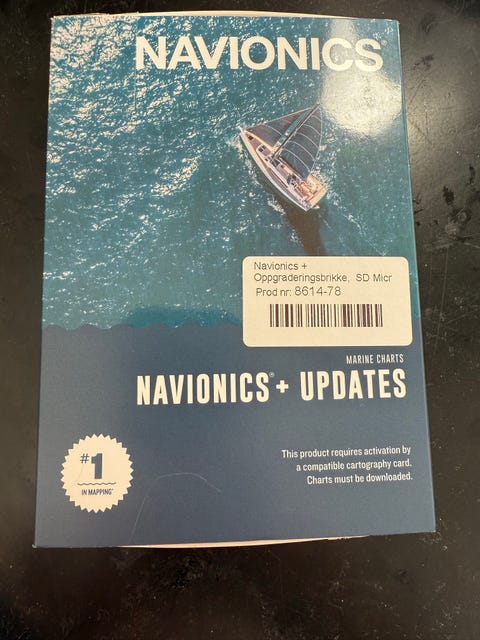 NAVIONICS®
Navionics +
Oppgraderingsbrikke, SD Micr
Prod nr: 8614-78
MARINE CHARTS
NAVIONICS®+ UPDATES
#1
IN MAPPING*
This product requires activation by
a compatible cartography card.
Charts must be downloaded.